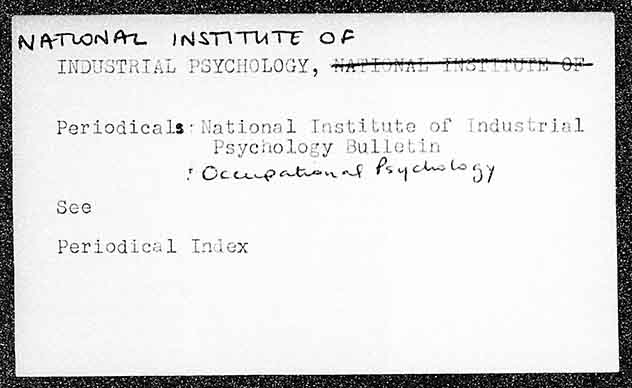 NATIONAL INSTITUTE OF
INDUSTRIAL PSYCHOLOGY, NATIONAL INSTITUTE OF
Periodicals: National Institute of Industrial
Psychology Bulletin
: Occupational Psychology
See
Periodical Index